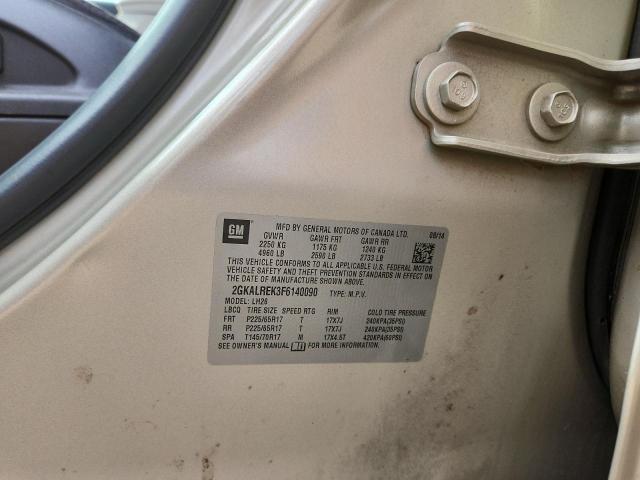 GM
MFD BY GENERAL MOTORS OF CANADA LTD. 09/14
GVWR GAWR FRT GAWR RR
2250 KG 1175 KG 1240 KG
4960 LB 2590 LB 2733 LB
THIS VEHICLE CONFORMS TO ALL APPLICABLE U.S. FEDERAL MOTOR
VEHICLE SAFETY AND THEFT PREVENTION STANDARDS IN EFFECT ON
THE DATE OF MANUFACTURE SHOWN ABOVE.
2GKALREK3F6140090 TYPE: M.P.V.
MODEL: LH26
LBCQ TIRE SIZE SPEED RTG RIM COLD TIRE PRESSURE
FRT P225/65R17 T 17X7J 240KPA(35PSI)
RR P225/65R17 T 17X7J 240KPA(35PSI)
SPA T145/70R17 M 17X4.5T 420KPA(60PSI)
SEE OWNER'S MANUAL FOR MORE INFORMATION.